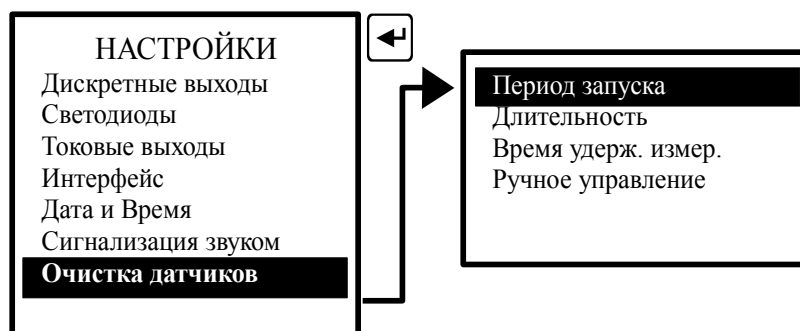 НАСТРОЙКИ
Дискретные выходы
Светодиоды
Токовые выходы
Интерфейс
Дата и Время
Сигнализация звуком
Очистка датчиков
Период запуска
Длительность
Время удерж. измер.
Ручное управление